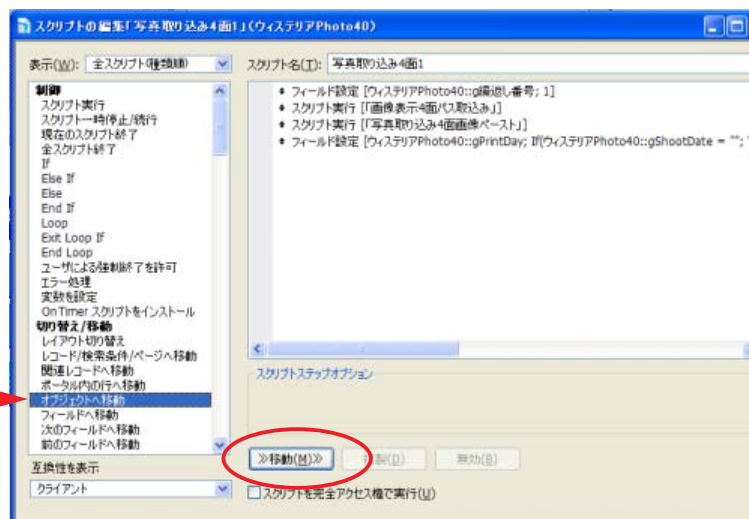 スクリプトの編集「写真取り込み4面1」(ウィステリアPhoto40)
表示(W): 全スクリプト(種類順)
スクリプト名(T): 写真取り込み4面1
制御
スクリプト実行
スクリプト一時停止/続行
現在のスクリプト終了
全スクリプト終了
If
Else If
Else
End If
Loop
Exit Loop If
End Loop
ユーザによる強制終了を許可
エラー処理
変数を設定
OnTimer スクリプトをインストール
切り替え/移動
レイアウト切り替え
レコード/検索条件/ページへ移動
関連レコードへ移動
ポータル内の行へ移動
オブジェクトへ移動
フィールドへ移動
次のフィールドへ移動
前のフィールドへ移動
フィールド設定 [ウィステリアPhoto40::g繰返し番号; 1]
スクリプト実行 [「画像表示4面パス取込み」]
スクリプト実行 [「写真取り込み4面画像ペースト」]
フィールド設定 [ウィステリアPhoto40::gPrintDay; If(ウィステリアPhoto40::gShootDate = "";
スクリプトステップオプション
≫移動(M)≫
複製(D)
無効(B)
互換性を表示
クライアント
スクリプトを完全アクセス権で実行(U)